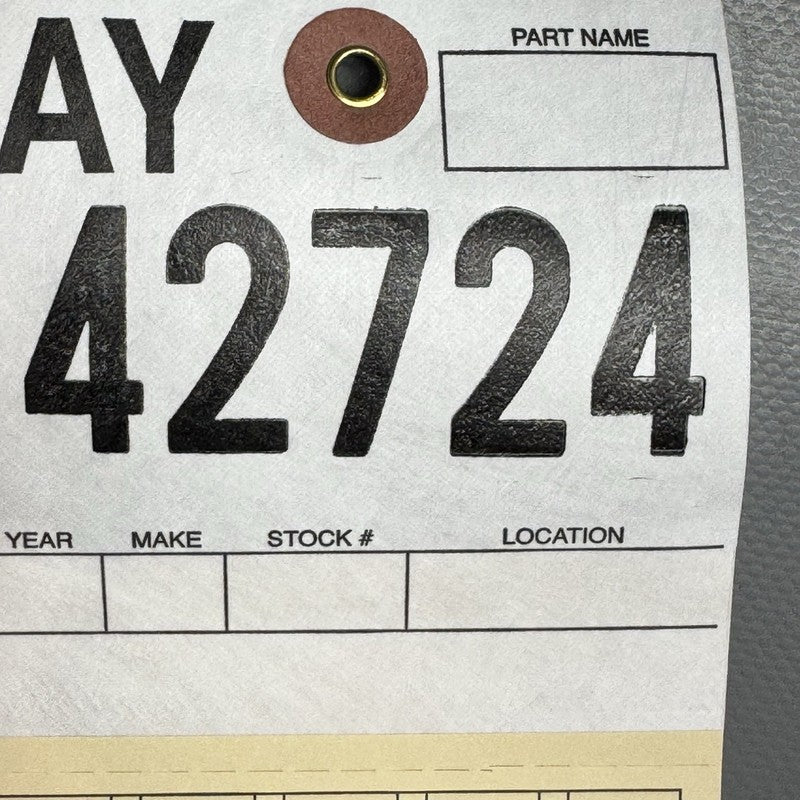 AY
PART NAME
42724
YEAR MAKE STOCK # LOCATION